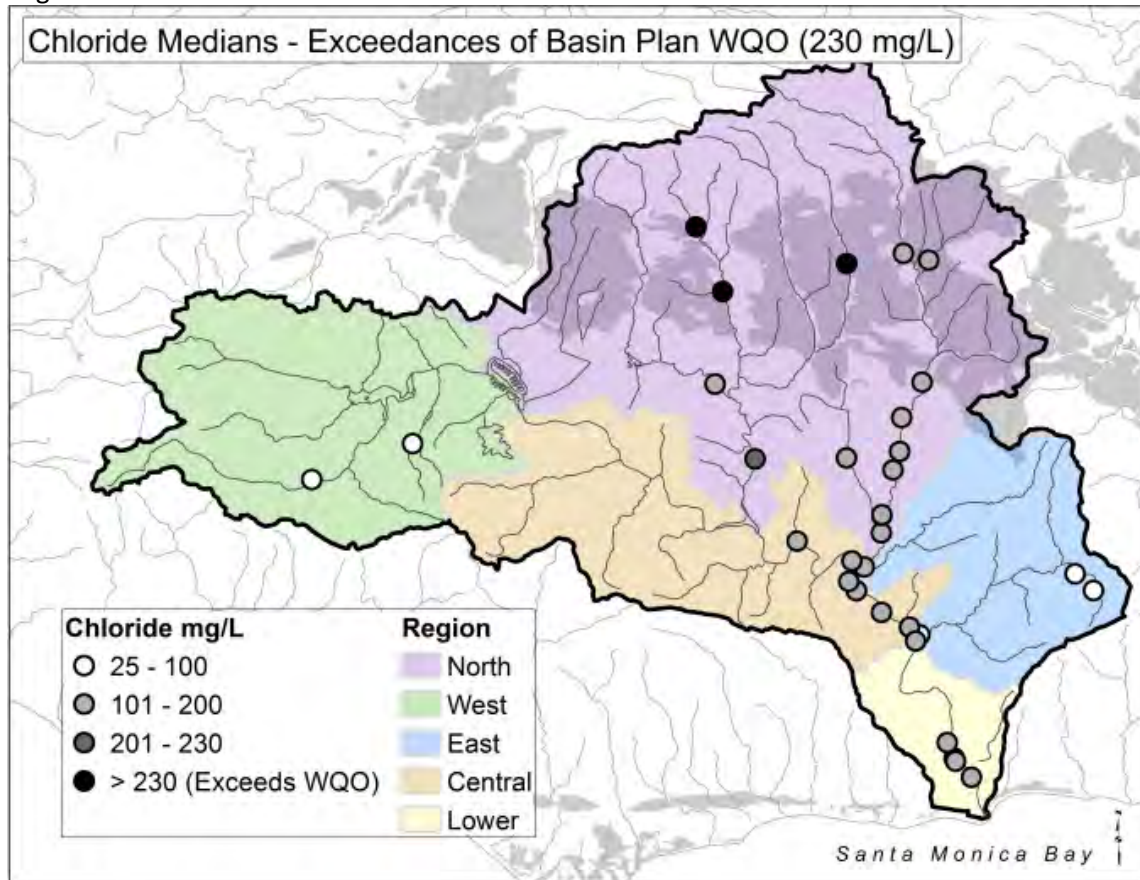 Chloride Medians - Exceedances of Basin Plan WQO (230 mg/L)
Chloride mg/L
25 - 100
101 - 200
201 - 230
> 230 (Exceeds WQO)
Region
North
West
East
Central
Lower
Santa Monica Bay